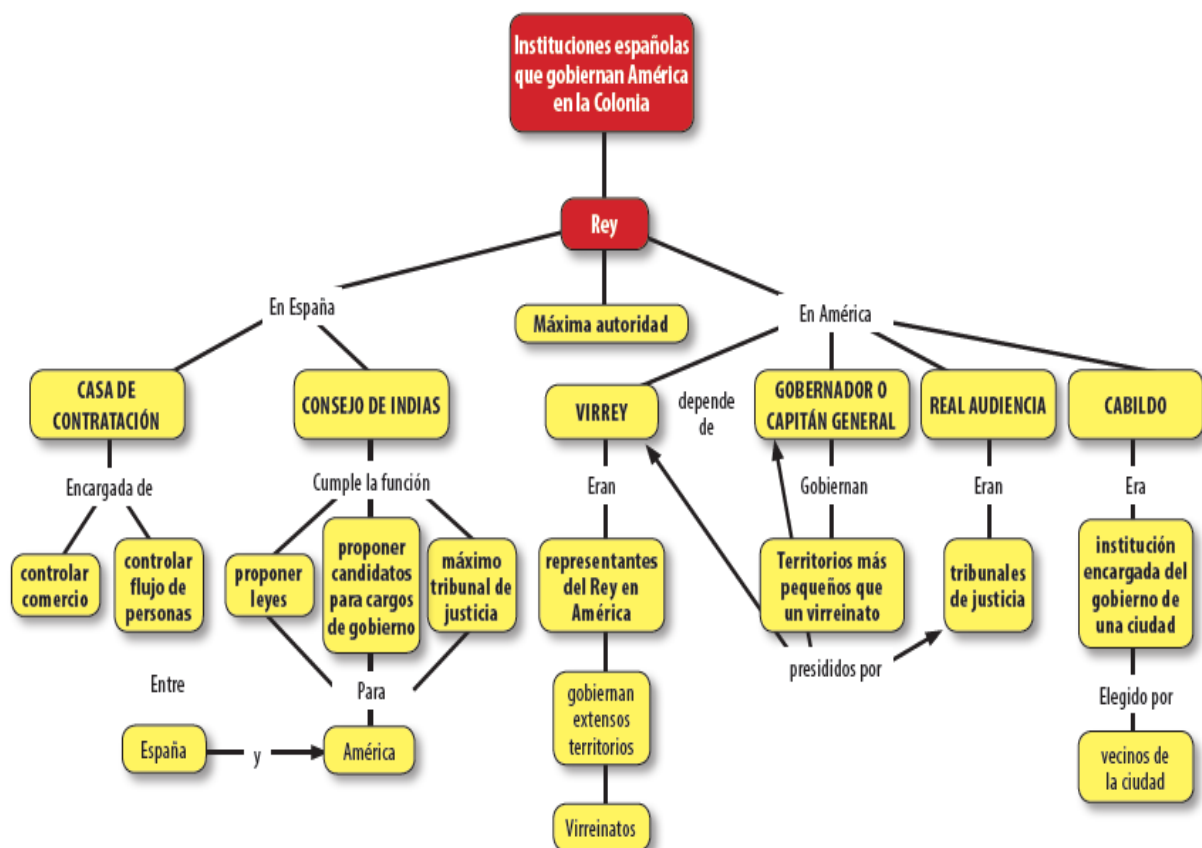 Instituciones españolas
que gobiernan América
en la Colonia
Rey
Máxima autoridad
En España
En América
CASA DE
CONTRATACIÓN
CONSEJO DE INDIAS
VIRREY
depende
de
GOBERNADOR O
CAPITÁN GENERAL
REAL AUDIENCIA
CABILDO
Encargada de
Cumple la función
Eran
Gobiernan
Eran
Era
controlar
comercio
controlar
flujo de
personas
proponer
leyes
proponer
candidatos
para cargos
de gobierno
máximo
tribunal de
justicia
representantes
del Rey en
América
Territorios más
pequeños que
un virreinato
tribunales
de justicia
institución
encargada del
gobierno de
una ciudad
presididos por
Entre
Para
gobiernan
extensos
territorios
Elegido por
España
y
América
vecinos de
la ciudad
Virreinatos